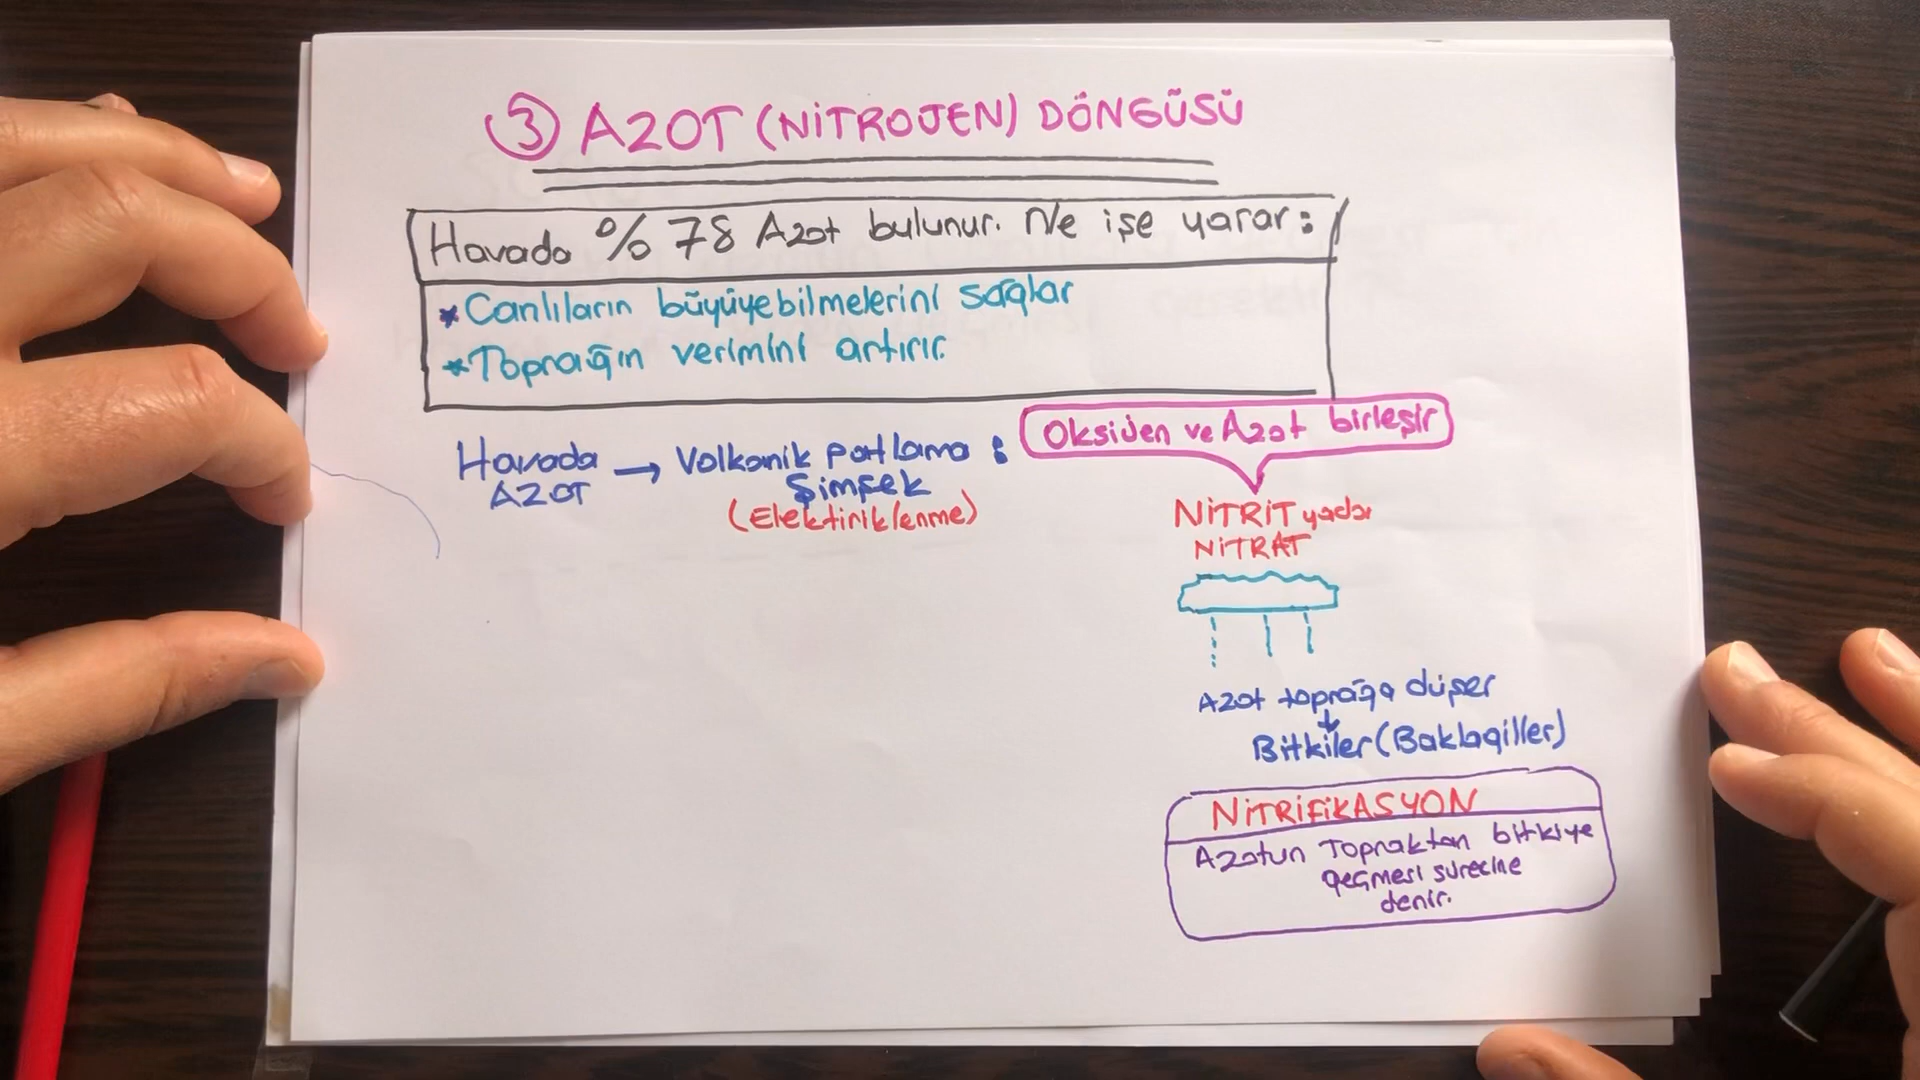 ③ AZOT (NİTROJEN) DÖNGÜSÜ
Havada % 78 Azot bulunur. Ne işe yarar:
*Canlıların büyüyebilmelerini sağlar
*Toprağın verimini artırır.
Oksijen ve Azot birleşir
Havada → Volkanik Patlama :
AZOT Şimşek
(Elektiriklenme)
NİTRİT yada
NİTRAT
Azot toprağa düşer
Bitkiler (Baklagiller)
NİTRİFİKASYON
Azotun Topraktan bitkiye
geçmesi surecine
denir.